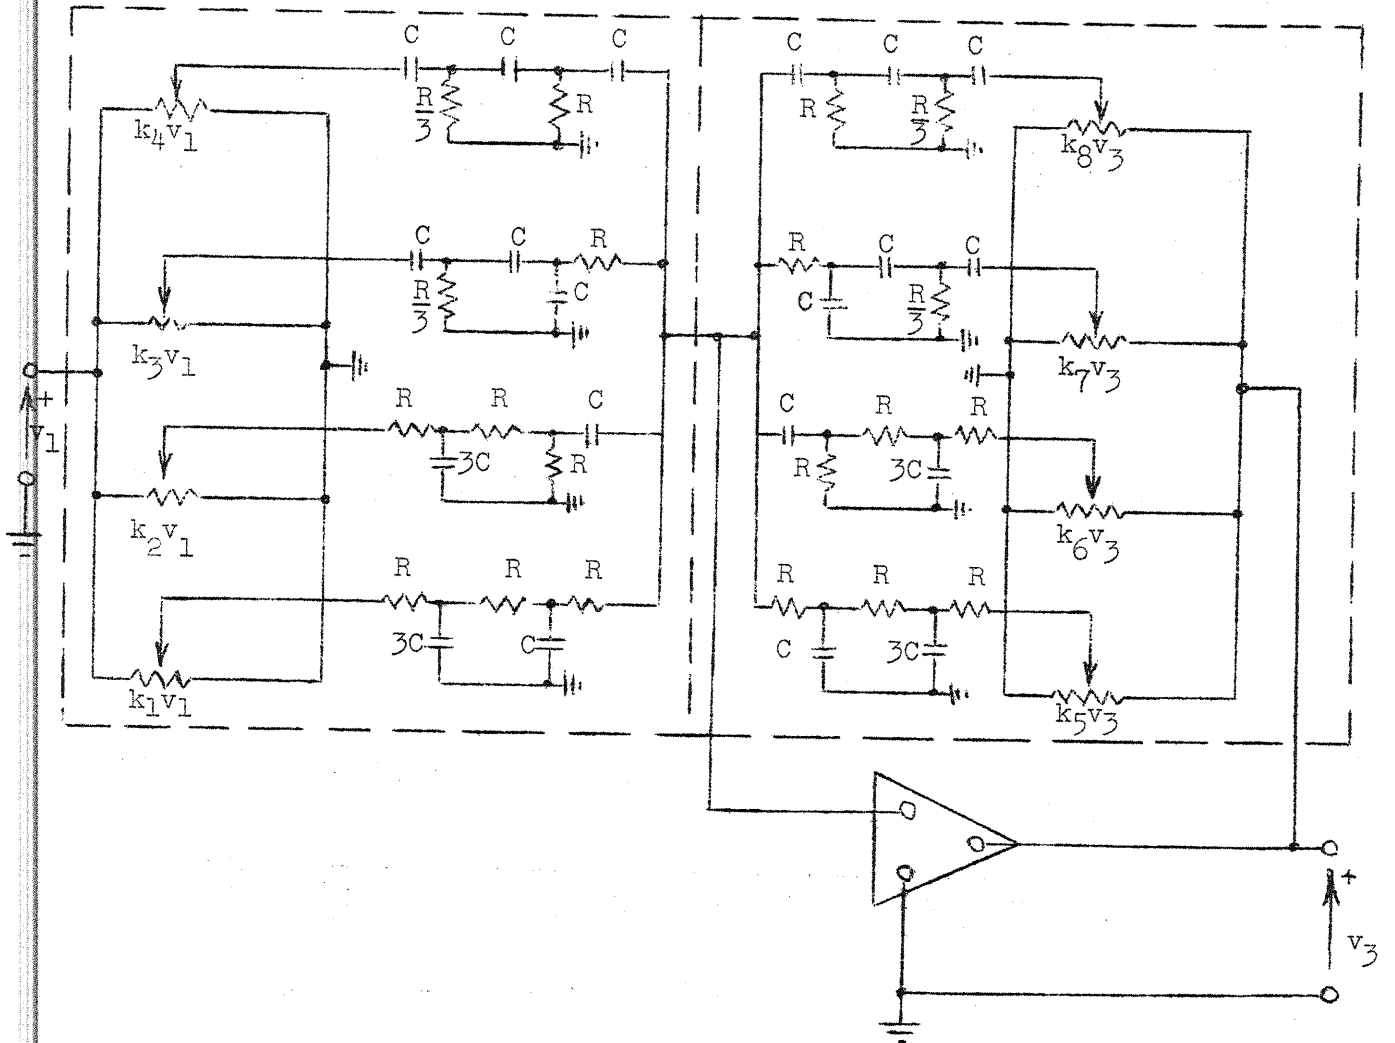 C C C
R/3 R
k4v1
C C R
R/3 C
k3v1
R R C
3C R
k2v1
R R R
3C C
k1v1
+
v1
C C C
R R/3
k8v3
R C C
C R/3
k7v3
C R R
R 3C
k6v3
R R R
C 3C
k5v3
+
v3